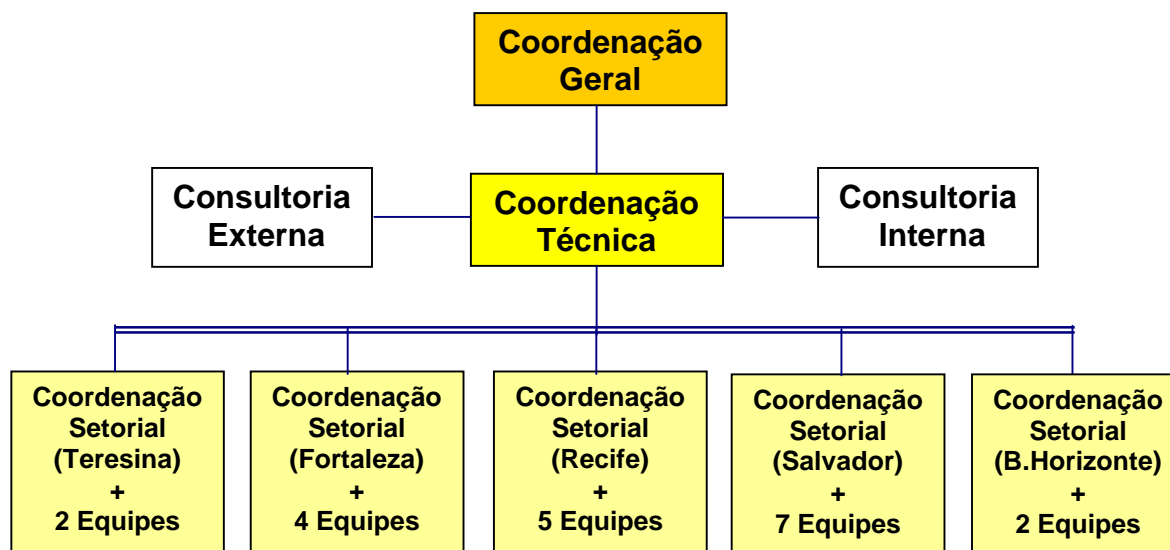 Coordenação
Geral
Consultoria
Externa
Coordenação
Técnica
Consultoria
Interna
Coordenação
Setorial
(Teresina)
+
2 Equipes
Coordenação
Setorial
(Fortaleza)
+
4 Equipes
Coordenação
Setorial
(Recife)
+
5 Equipes
Coordenação
Setorial
(Salvador)
+
7 Equipes
Coordenação
Setorial
(B.Horizonte)
+
2 Equipes